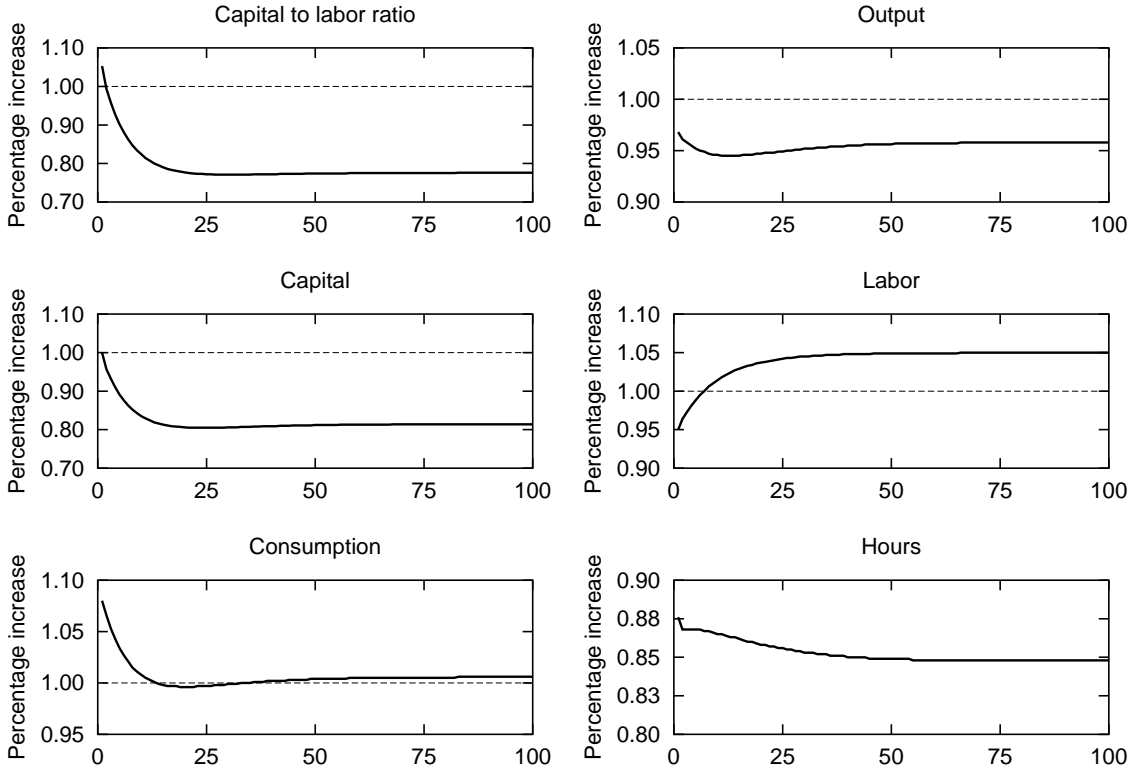 Capital to labor ratio
Percentage increase
1.10
1.00
0.90
0.80
0.70
0 25 50 75 100
Output
Percentage increase
1.05
1.00
0.95
0.90
0 25 50 75 100
Capital
Percentage increase
1.10
1.00
0.90
0.80
0.70
0 25 50 75 100
Labor
Percentage increase
1.10
1.05
1.00
0.95
0.90
0 25 50 75 100
Consumption
Percentage increase
1.10
1.05
1.00
0.95
0 25 50 75 100
Hours
Percentage increase
0.90
0.88
0.85
0.83
0.80
0 25 50 75 100